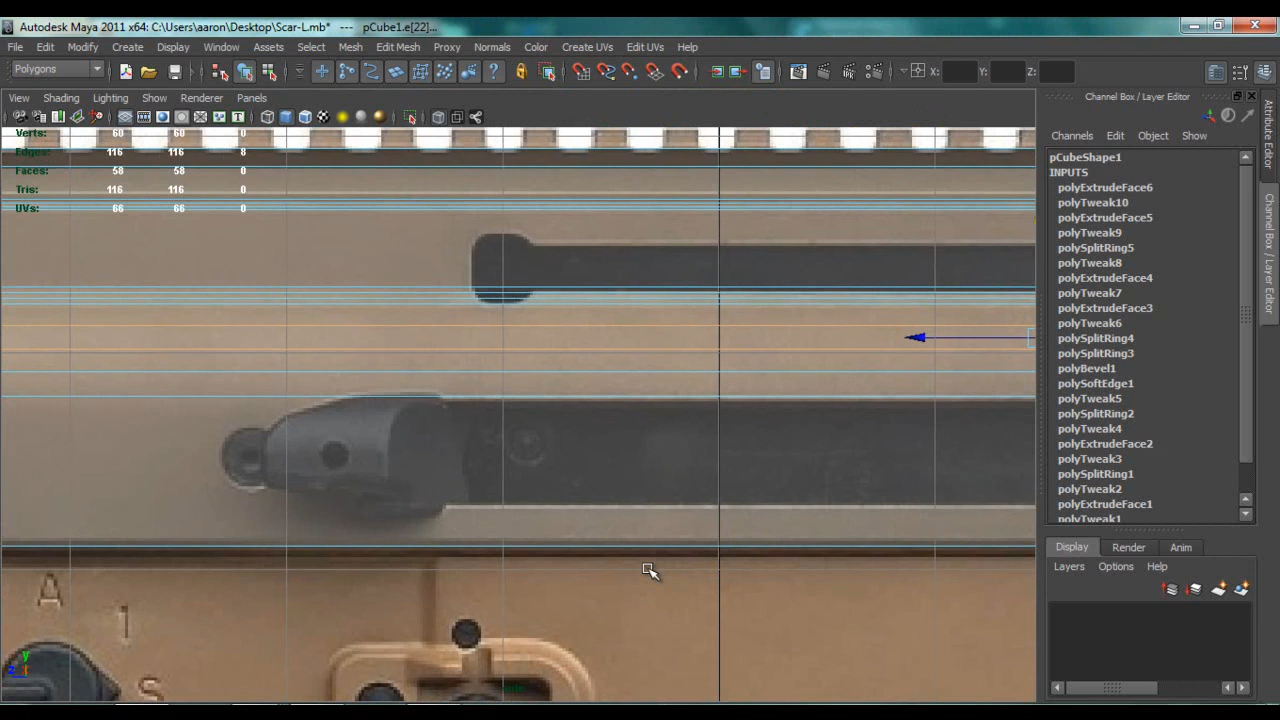 Autodesk Maya 2011 x64: C:\Users\aaron\Desktop\Scar-L.mb* --- pCube1.e[22]...
File Edit Modify Create Display Window Assets Select Mesh Edit Mesh Proxy Normals Color Create UVs Edit UVs Help
Polygons X: Y: Z:
View Shading Lighting Show Renderer Panels
Channel Box / Layer Editor
Verts: 60 60 0
Edges: 116 116 8
Faces: 58 58 0
Tris: 116 116 0
UVs: 66 66 0
Channels Edit Object Show
pCubeShape1
INPUTS
polyExtrudeFace6
polyTweak10
polyExtrudeFace5
polyTweak9
polySplitRing5
polyTweak8
polyExtrudeFace4
polyTweak7
polyExtrudeFace3
polyTweak6
polySplitRing4
polySplitRing3
polyBevel1
polySoftEdge1
polyTweak5
polySplitRing2
polyTweak4
polyExtrudeFace2
polyTweak3
polySplitRing1
polyTweak2
polyExtrudeFace1
polyTweak1
Attribute Editor
Channel Box / Layer Editor
Display Render Anim
Layers Options Help
A
1
S
y
z